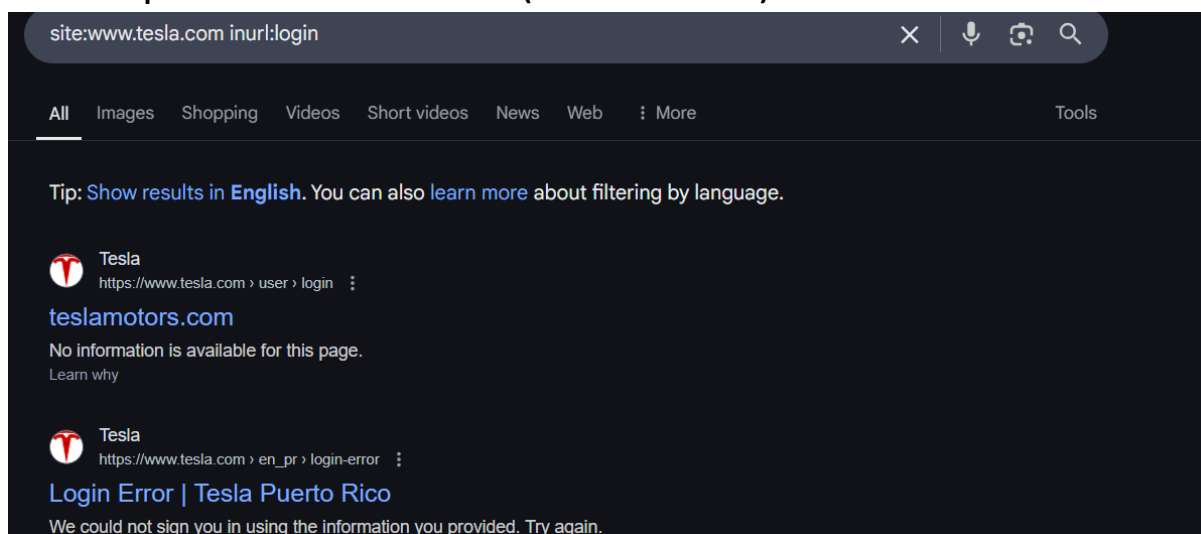 site:www.tesla.com inurl:login
All Images Shopping Videos Short videos News Web More Tools
Tip: Show results in English. You can also learn more about filtering by language.
Tesla
https://www.tesla.com › user › login
teslamotors.com
No information is available for this page.
Learn why
Tesla
https://www.tesla.com › en_pr › login-error
Login Error | Tesla Puerto Rico
We could not sign you in using the information you provided. Try again.